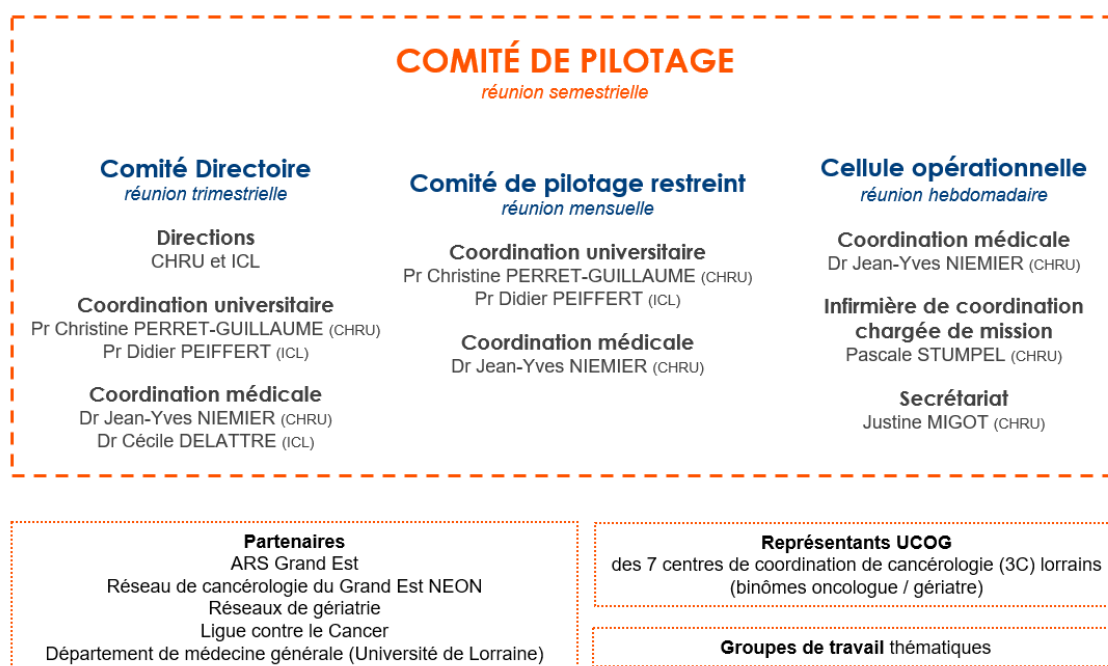 COMITÉ DE PILOTAGE
réunion semestrielle
Comité Directoire
réunion trimestrielle
Directions
CHRU et ICL
Coordination universitaire
Pr Christine PERRET-GUILLAUME (CHRU)
Pr Didier PEIFFERT (ICL)
Coordination médicale
Dr Jean-Yves NIEMIER (CHRU)
Dr Cécile DELATTRE (ICL)
Comité de pilotage restreint
réunion mensuelle
Coordination universitaire
Pr Christine PERRET-GUILLAUME (CHRU)
Pr Didier PEIFFERT (ICL)
Coordination médicale
Dr Jean-Yves NIEMIER (CHRU)
Cellule opérationnelle
réunion hebdomadaire
Coordination médicale
Dr Jean-Yves NIEMIER (CHRU)
Infirmière de coordination
chargée de mission
Pascale STUMPEL (CHRU)
Secrétariat
Justine MIGOT (CHRU)
Partenaires
ARS Grand Est
Réseau de cancérologie du Grand Est NEON
Réseaux de gériatrie
Ligue contre le Cancer
Département de médecine générale (Université de Lorraine)
Représentants UCOG
des 7 centres de coordination de cancérologie (3C) lorrains
(binômes oncologue / gériatre)
Groupes de travail thématiques